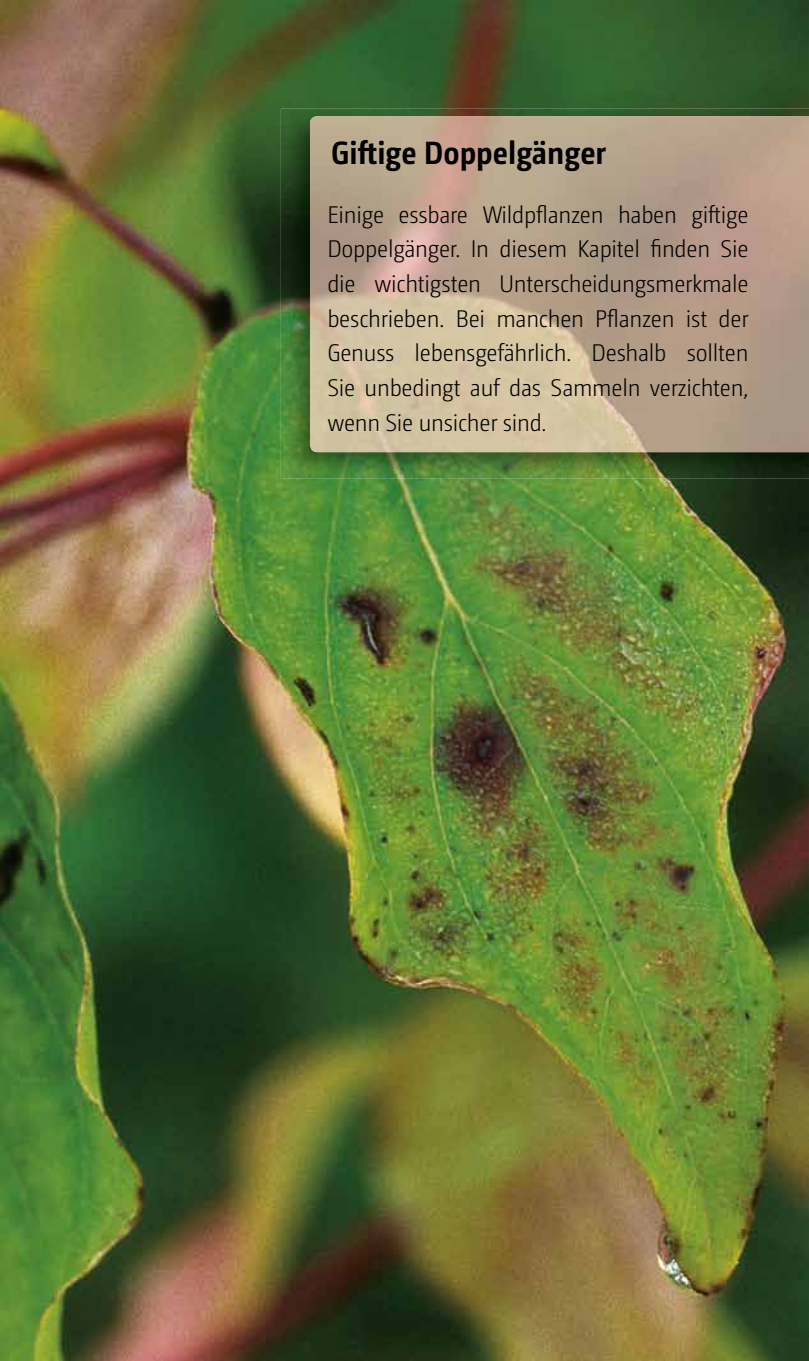 Giftige Doppelgänger
Einige essbare Wildpflanzen haben giftige
Doppelgänger. In diesem Kapitel finden Sie
die wichtigsten Unterscheidungsmerkmale
beschrieben. Bei manchen Pflanzen ist der
Genuss lebensgefährlich. Deshalb sollten
Sie unbedingt auf das Sammeln verzichten,
wenn Sie unsicher sind.